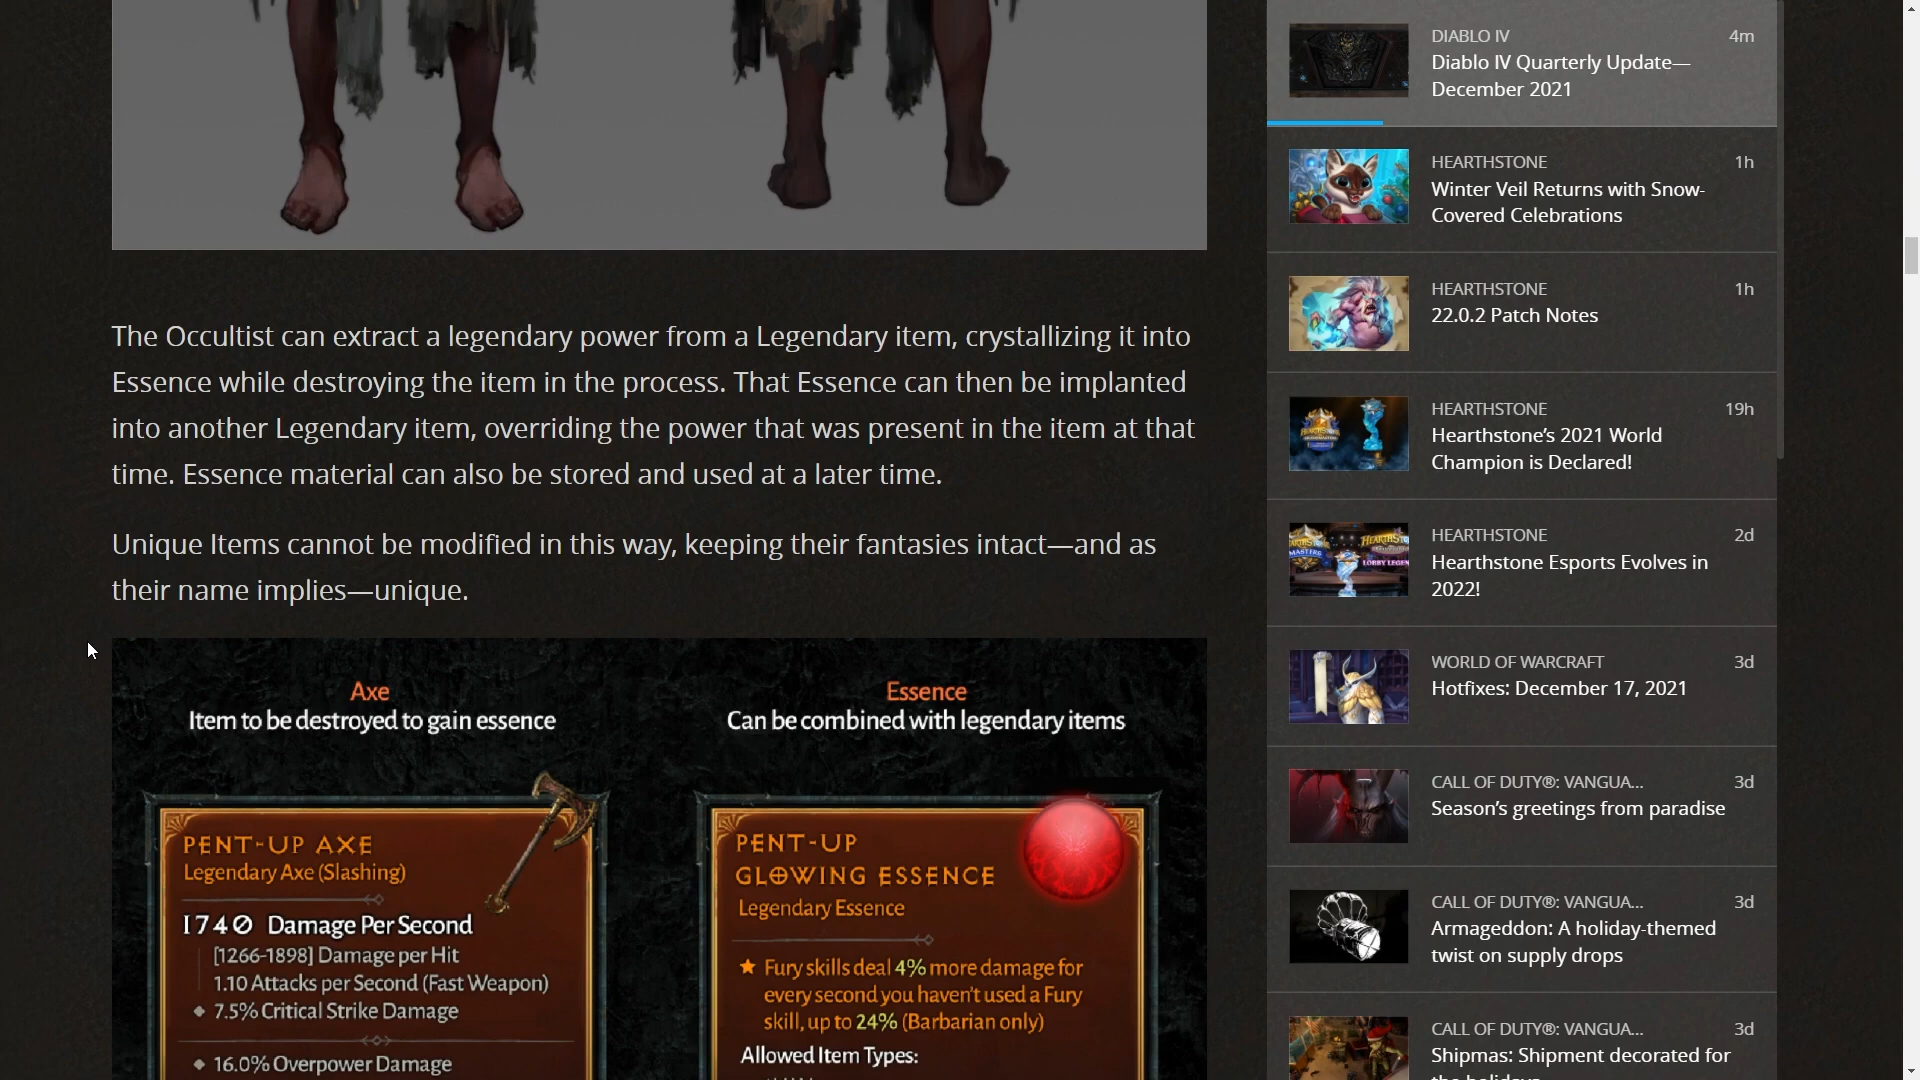 The Occultist can extract a legendary power from a Legendary item, crystallizing it into
Essence while destroying the item in the process. That Essence can then be implanted
into another Legendary item, overriding the power that was present in the item at that
time. Essence material can also be stored and used at a later time.
Unique Items cannot be modified in this way, keeping their fantasies intact—and as
their name implies—unique.
Axe
Item to be destroyed to gain essence
PENT-UP AXE
Legendary Axe (Slashing)
1740 Damage Per Second
[1266-1898] Damage per Hit
1.10 Attacks per Second (Fast Weapon)
7.5% Critical Strike Damage
16.0% Overpower Damage
Essence
Can be combined with legendary items
PENT-UP
GLOWING ESSENCE
Legendary Essence
Fury skills deal 4% more damage for
every second you haven't used a Fury
skill, up to 24% (Barbarian only)
Allowed Item Types:
DIABLO IV 4m
Diablo IV Quarterly Update—
December 2021
HEARTHSTONE 1h
Winter Veil Returns with Snow-
Covered Celebrations
HEARTHSTONE 1h
22.0.2 Patch Notes
HEARTHSTONE 19h
Hearthstone’s 2021 World
Champion is Declared!
HEARTHSTONE 2d
Hearthstone Esports Evolves in
2022!
WORLD OF WARCRAFT 3d
Hotfixes: December 17, 2021
CALL OF DUTY®: VANGUA... 3d
Season’s greetings from paradise
CALL OF DUTY®: VANGUA... 3d
Armageddon: A holiday-themed
twist on supply drops
CALL OF DUTY®: VANGUA... 3d
Shipmas: Shipment decorated for
the holidays